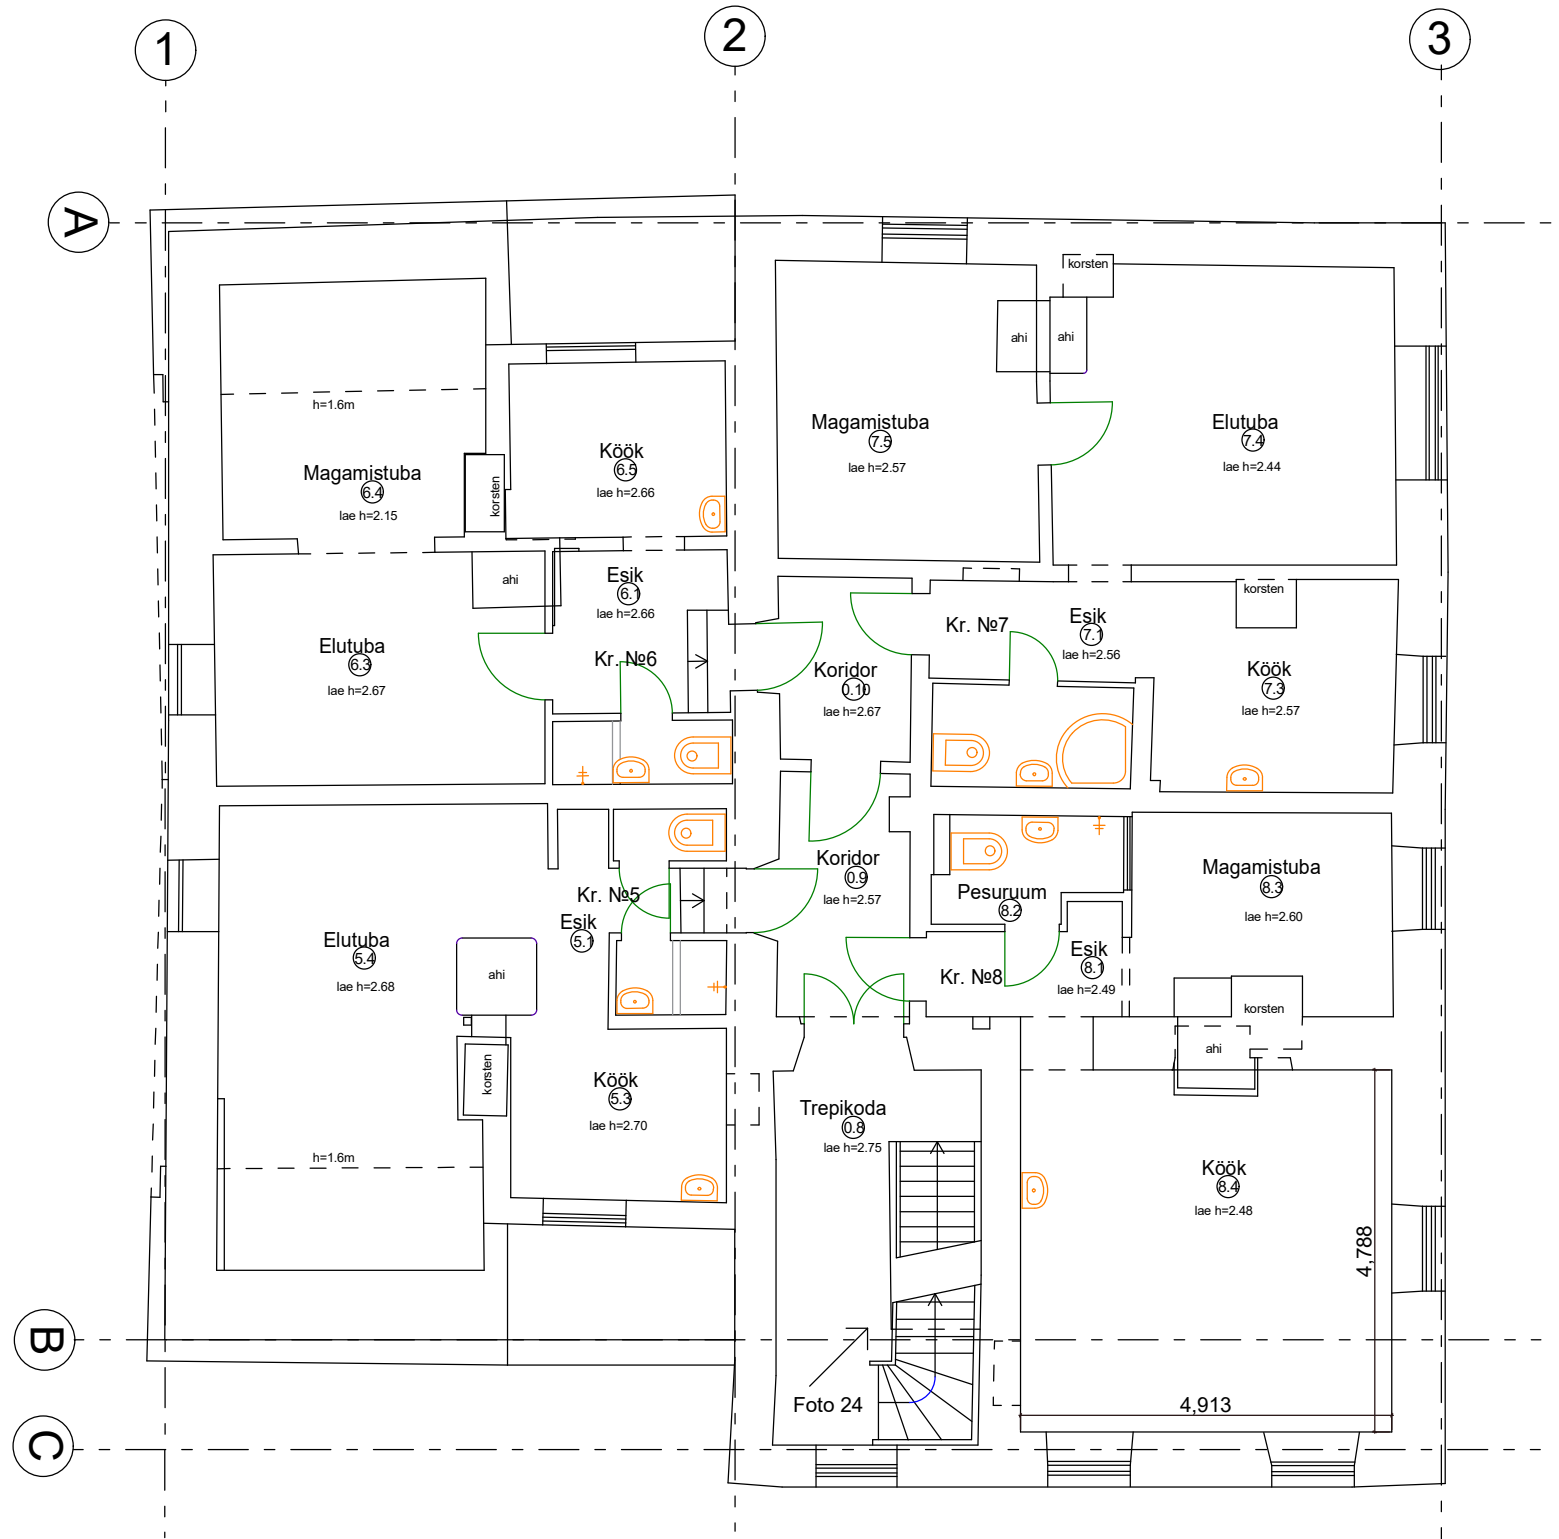 1
2
3
A
B
C
korsten
ahi
ahi
h=1.6m
Magamistuba
6.4
lae h=2.15
korsten
Köök
6.5
lae h=2.66
Magamistuba
7.5
lae h=2.57
Elutuba
7.4
lae h=2.44
ahi
Esik
6.1
lae h=2.66
Kr. №6
Elutuba
6.3
lae h=2.67
Koridor
0.10
lae h=2.67
Kr. №7
Esik
7.1
lae h=2.56
korsten
Köök
7.3
lae h=2.57
Koridor
0.9
lae h=2.57
Kr. №5
Esik
5.1
Elutuba
5.4
lae h=2.68
ahi
korsten
Köök
5.3
lae h=2.70
h=1.6m
Pesuruum
8.2
Magamistuba
8.3
lae h=2.60
Kr. №8
Esik
8.1
lae h=2.49
korsten
ahi
Trepikoda
0.8
lae h=2.75
Köök
8.4
lae h=2.48
4,788
4,913
Foto 24